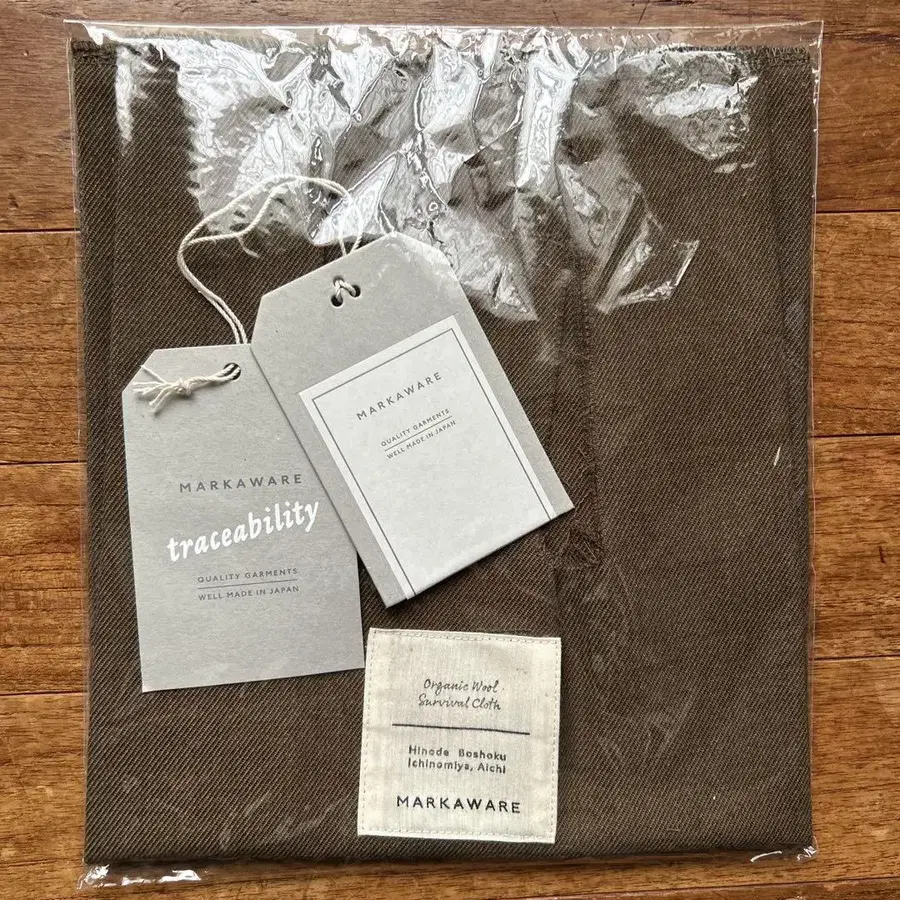 MARKAWARE
traceability
QUALITY GARMENTS
WELL MADE IN JAPAN
MARKAWARE
QUALITY GARMENTS
WELL MADE IN JAPAN
Organic Wool
Survival Cloth
Hinode Boshoku
Ichinomiya, Aichi
MARKAWARE